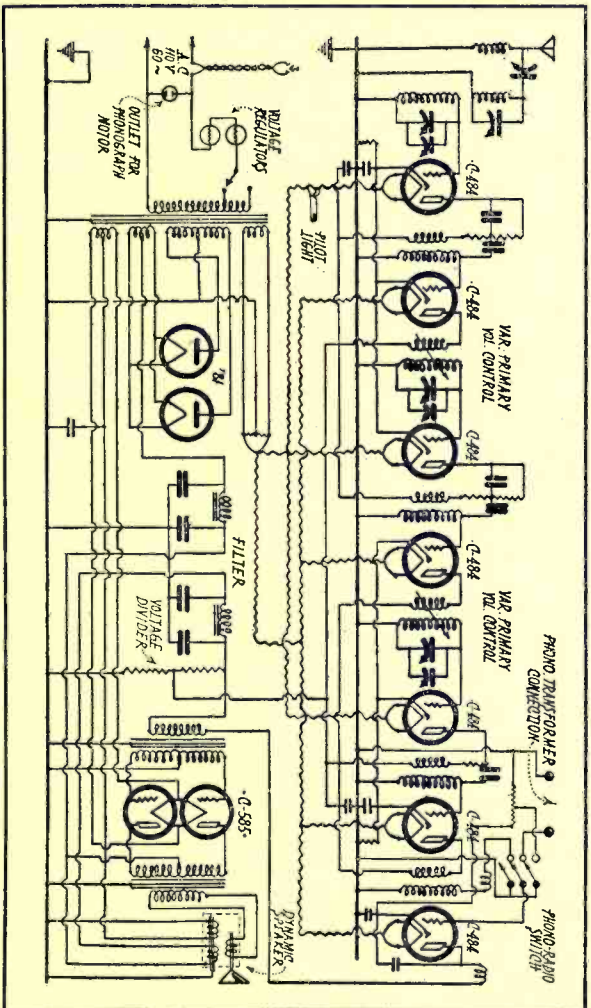 C-484
C-484
VAR. PRIMARY
VOL. CONTROL
C-484
C-484
VAR. PRIMARY
VOL. CONTROL
C-484
C-484
C-484
PHONO. TRANSFORMER
CONNECTION
PHONO-RADIO
SWITCH
PILOT
LIGHT
A.C.
110 V
60~
VOLTAGE
REGULATORS
OUTLET FOR
PHONOGRAPH
MOTOR
'81
FILTER
VOLTAGE
DIVIDER
"C-585"
DYNAMIC
SPEAKER